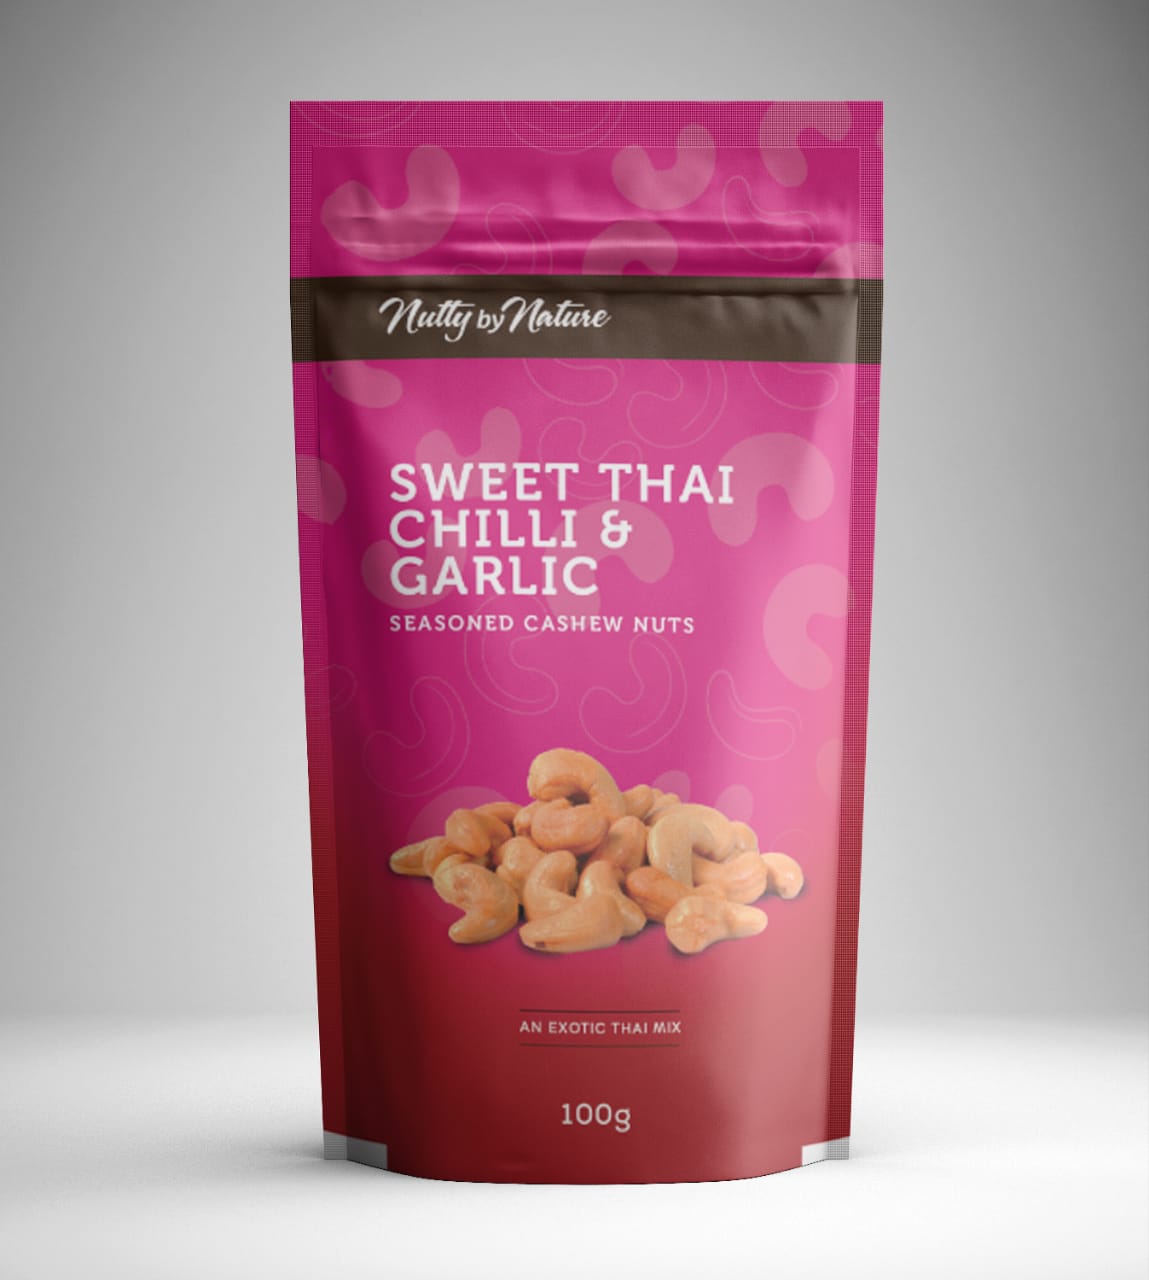 Nutty by Nature
SWEET THAI
CHILLI &
GARLIC
SEASONED CASHEW NUTS
AN EXOTIC THAI MIX
100g